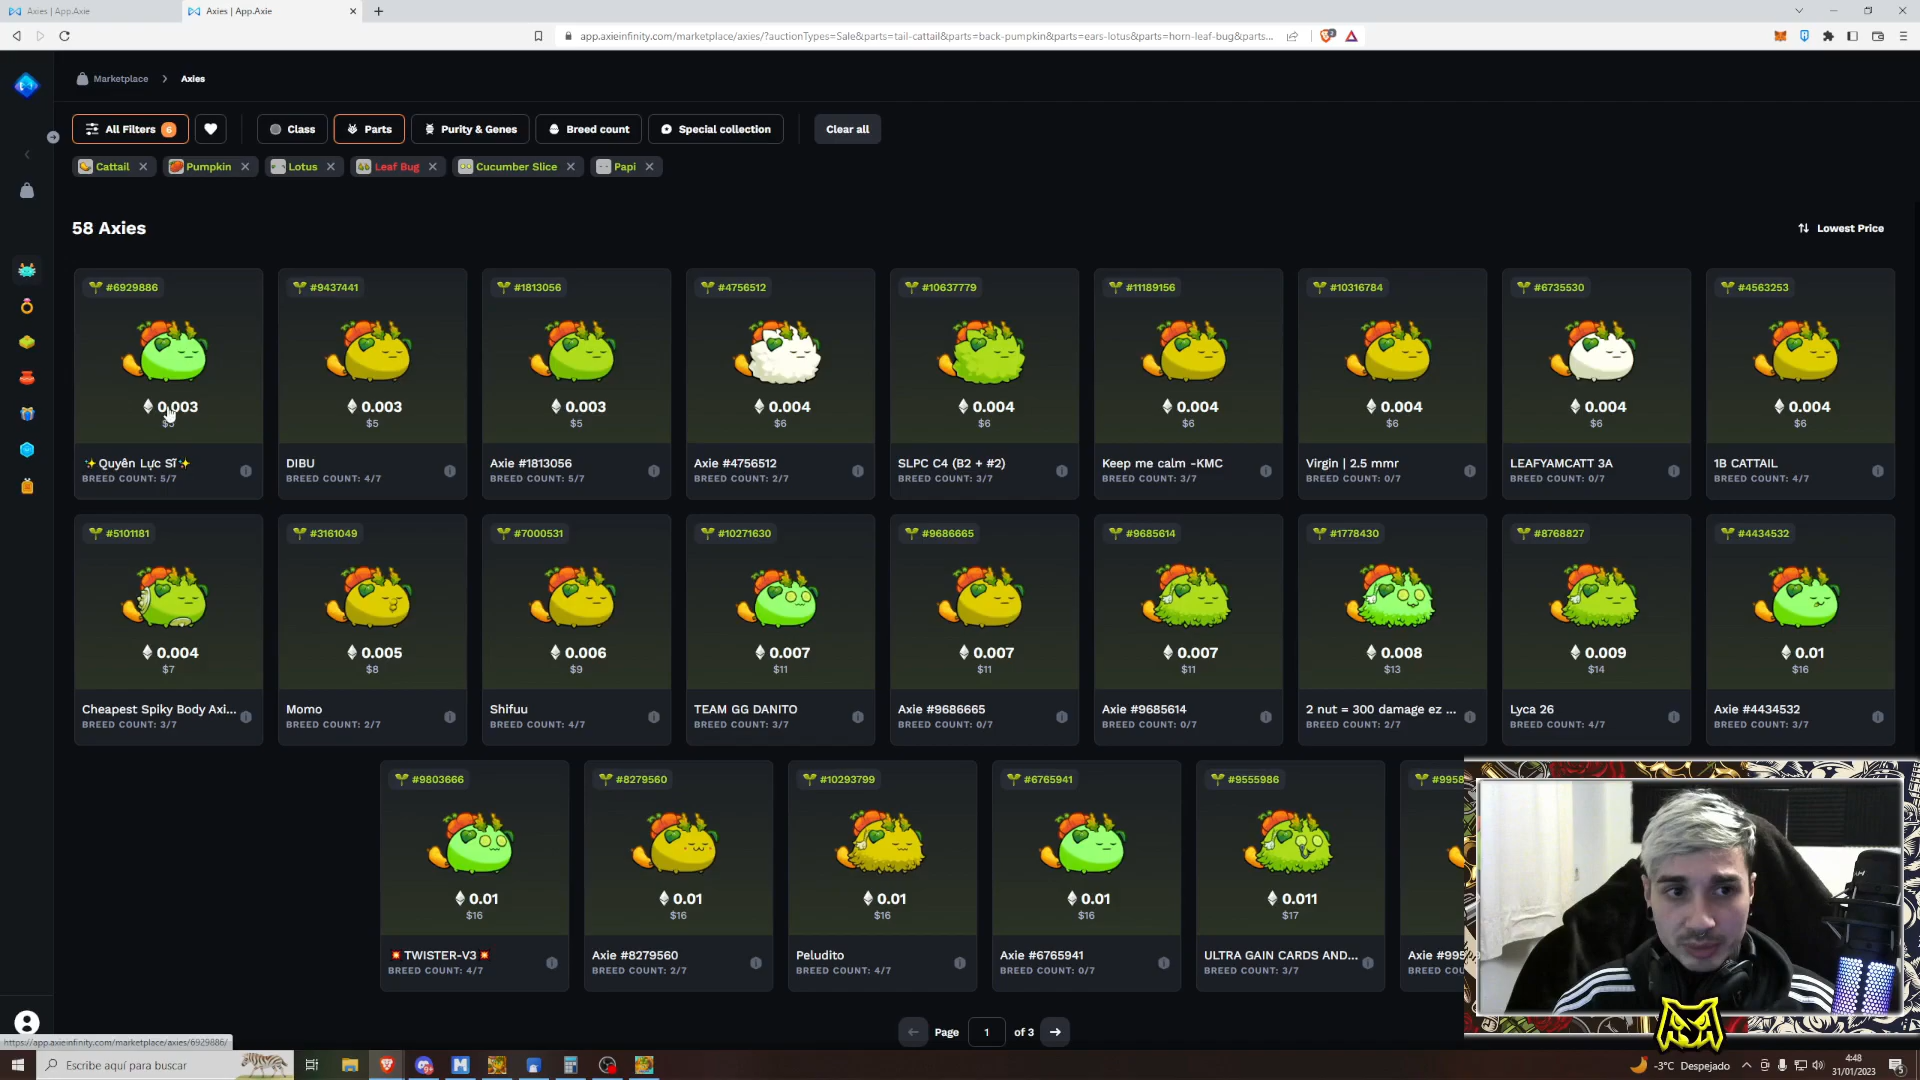 Axies | App.Axie
Axies | App.Axie
app.axieinfinity.com/marketplace/axies/?auctionTypes=Sale&parts=tail-cattail&parts=back-pumpkin&parts=ears-lotus&parts=horn-leaf-bug&parts...
Marketplace > Axies
All Filters 6 Class Parts Purity & Genes Breed count Special collection Clear all
Cattail Pumpkin Lotus Leaf Bug Cucumber Slice Papi
58 Axies
Lowest Price
#6929886 #9437441 #1813056 #4756512 #10637779 #11189156 #10316784 #6735530 #4563253
0.003 0.003 0.003 0.004 0.004 0.004 0.004 0.004 0.004
$5 $5 $5 $6 $6 $6 $6 $6 $6
✨Quyên Lực Sĩ✨ DIBU Axie #1813056 Axie #4756512 SLPC C4 (B2 + #2) Keep me calm -KMC Virgin | 2.5 mmr LEAFYAMCATT 3A 1B CATTAIL
BREED COUNT: 5/7 BREED COUNT: 4/7 BREED COUNT: 5/7 BREED COUNT: 2/7 BREED COUNT: 3/7 BREED COUNT: 3/7 BREED COUNT: 0/7 BREED COUNT: 0/7 BREED COUNT: 4/7
#5101181 #3161049 #7000531 #10271630 #9686665 #9685614 #1778430 #8768827 #4434532
0.004 0.005 0.006 0.007 0.007 0.007 0.008 0.009 0.01
$7 $8 $9 $11 $11 $11 $13 $14 $16
Cheapest Spiky Body Axi... Momo Shifuu TEAM GG DANITO Axie #9686665 Axie #9685614 2 nut = 300 damage ez ... Lyca 26 Axie #4434532
BREED COUNT: 3/7 BREED COUNT: 2/7 BREED COUNT: 4/7 BREED COUNT: 3/7 BREED COUNT: 0/7 BREED COUNT: 0/7 BREED COUNT: 2/7 BREED COUNT: 4/7 BREED COUNT: 3/7
#9803666 #8279560 #10293799 #6765941 #9555986 #9958
0.01 0.01 0.01 0.01 0.011
$16 $16 $16 $16 $17
💥TWISTER-V3💥 Axie #8279560 Peludito Axie #6765941 ULTRA GAIN CARDS AND... Axie #995
BREED COUNT: 4/7 BREED COUNT: 2/7 BREED COUNT: 4/7 BREED COUNT: 0/7 BREED COUNT: 3/7 BREED COU
Page 1 of 3
https://app.axieinfinity.com/marketplace/axies/6929886/
Escribe aquí para buscar
-3°C Despejado
4:48
31/01/2023